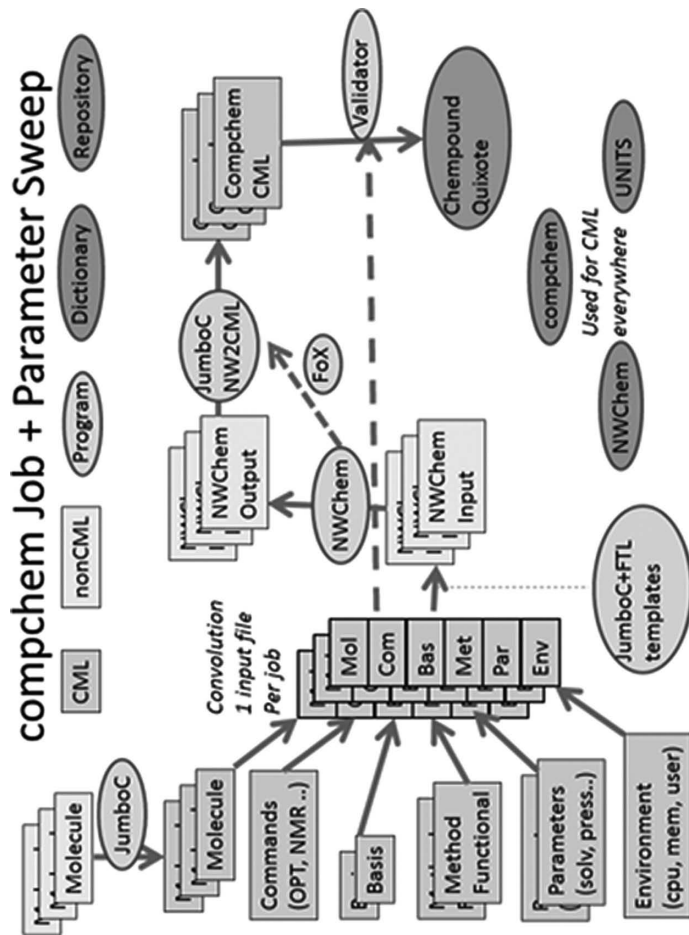 compchem Job + Parameter Sweep
CML
nonCML
Program
Dictionary
Repository
Molecule
JumboC
Molecule
Commands
(OPT, NMR ..)
Basis
Method
Functional
Parameters
(solv, press..)
Environment
(cpu, mem, user)
Convolution
1 input file
Per job
Mol
Com
Bas
Met
Par
Env
JumboC+FTL
templates
NWChem
Input
NWChem
NWChem
Output
FoX
JumboC
NW2CML
Compchem
CML
Validator
Chempound
Quixote
NWChem
compchem
UNITS
Used for CML
everywhere